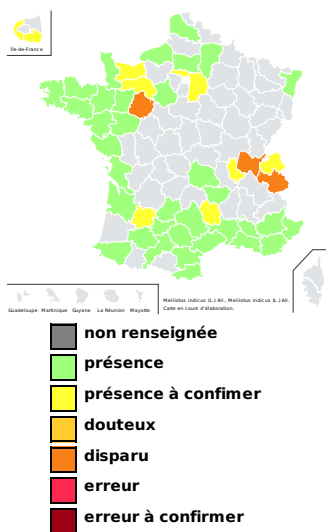 Île-de-France
Guadeloupe Martinique Guyane La Réunion Mayotte
Melilotus indicus (L.) All., Melilotus indicus (L.) All.
Carte en cours d'élaboration.
non renseignée
présence
présence à confimer
douteux
disparu
erreur
erreur à confirmer